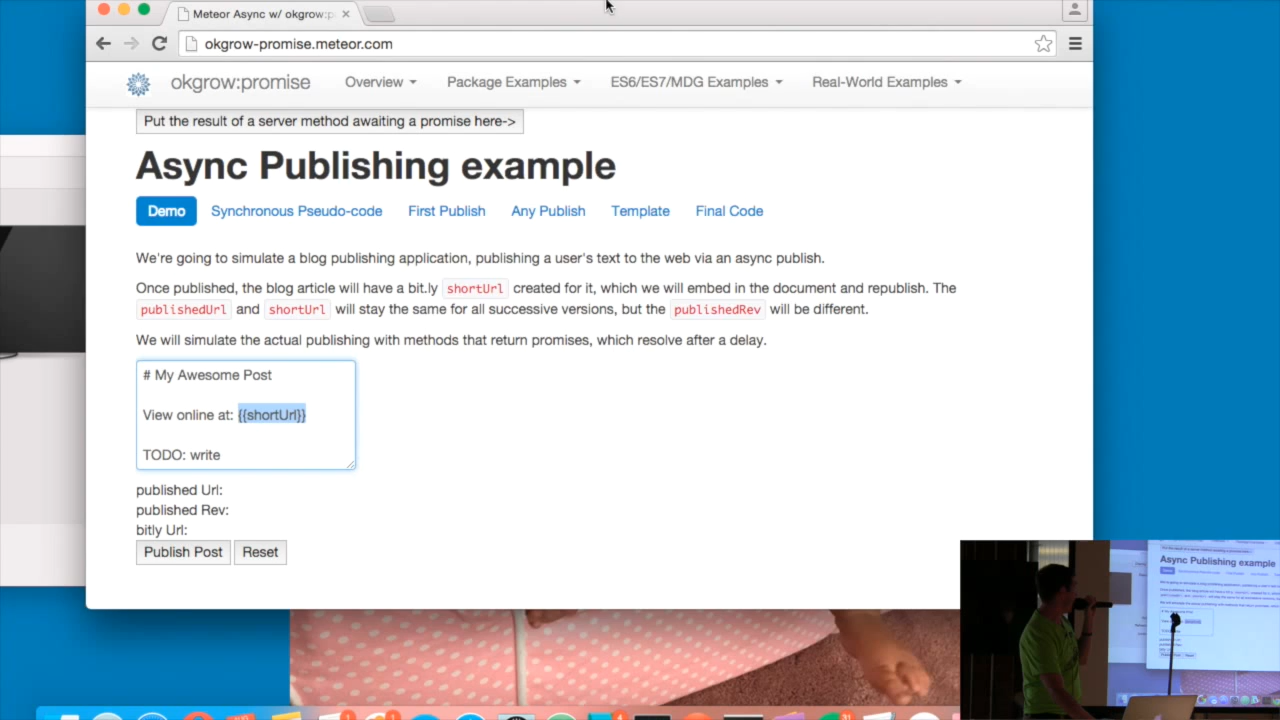 Meteor Async w/ okgrow:p
okgrow-promise.meteor.com
okgrow:promise Overview Package Examples ES6/ES7/MDG Examples Real-World Examples
Put the result of a server method awaiting a promise here->
Async Publishing example
Demo Synchronous Pseudo-code First Publish Any Publish Template Final Code
We're going to simulate a blog publishing application, publishing a user's text to the web via an async publish.
Once published, the blog article will have a bit.ly shortUrl created for it, which we will embed in the document and republish. The
publishedUrl and shortUrl will stay the same for all successive versions, but the publishedRev will be different.
We will simulate the actual publishing with methods that return promises, which resolve after a delay.
# My Awesome Post
View online at: {{shortUrl}}
TODO: write
published Url:
published Rev:
bitly Url:
Publish Post Reset
Async Publishing example